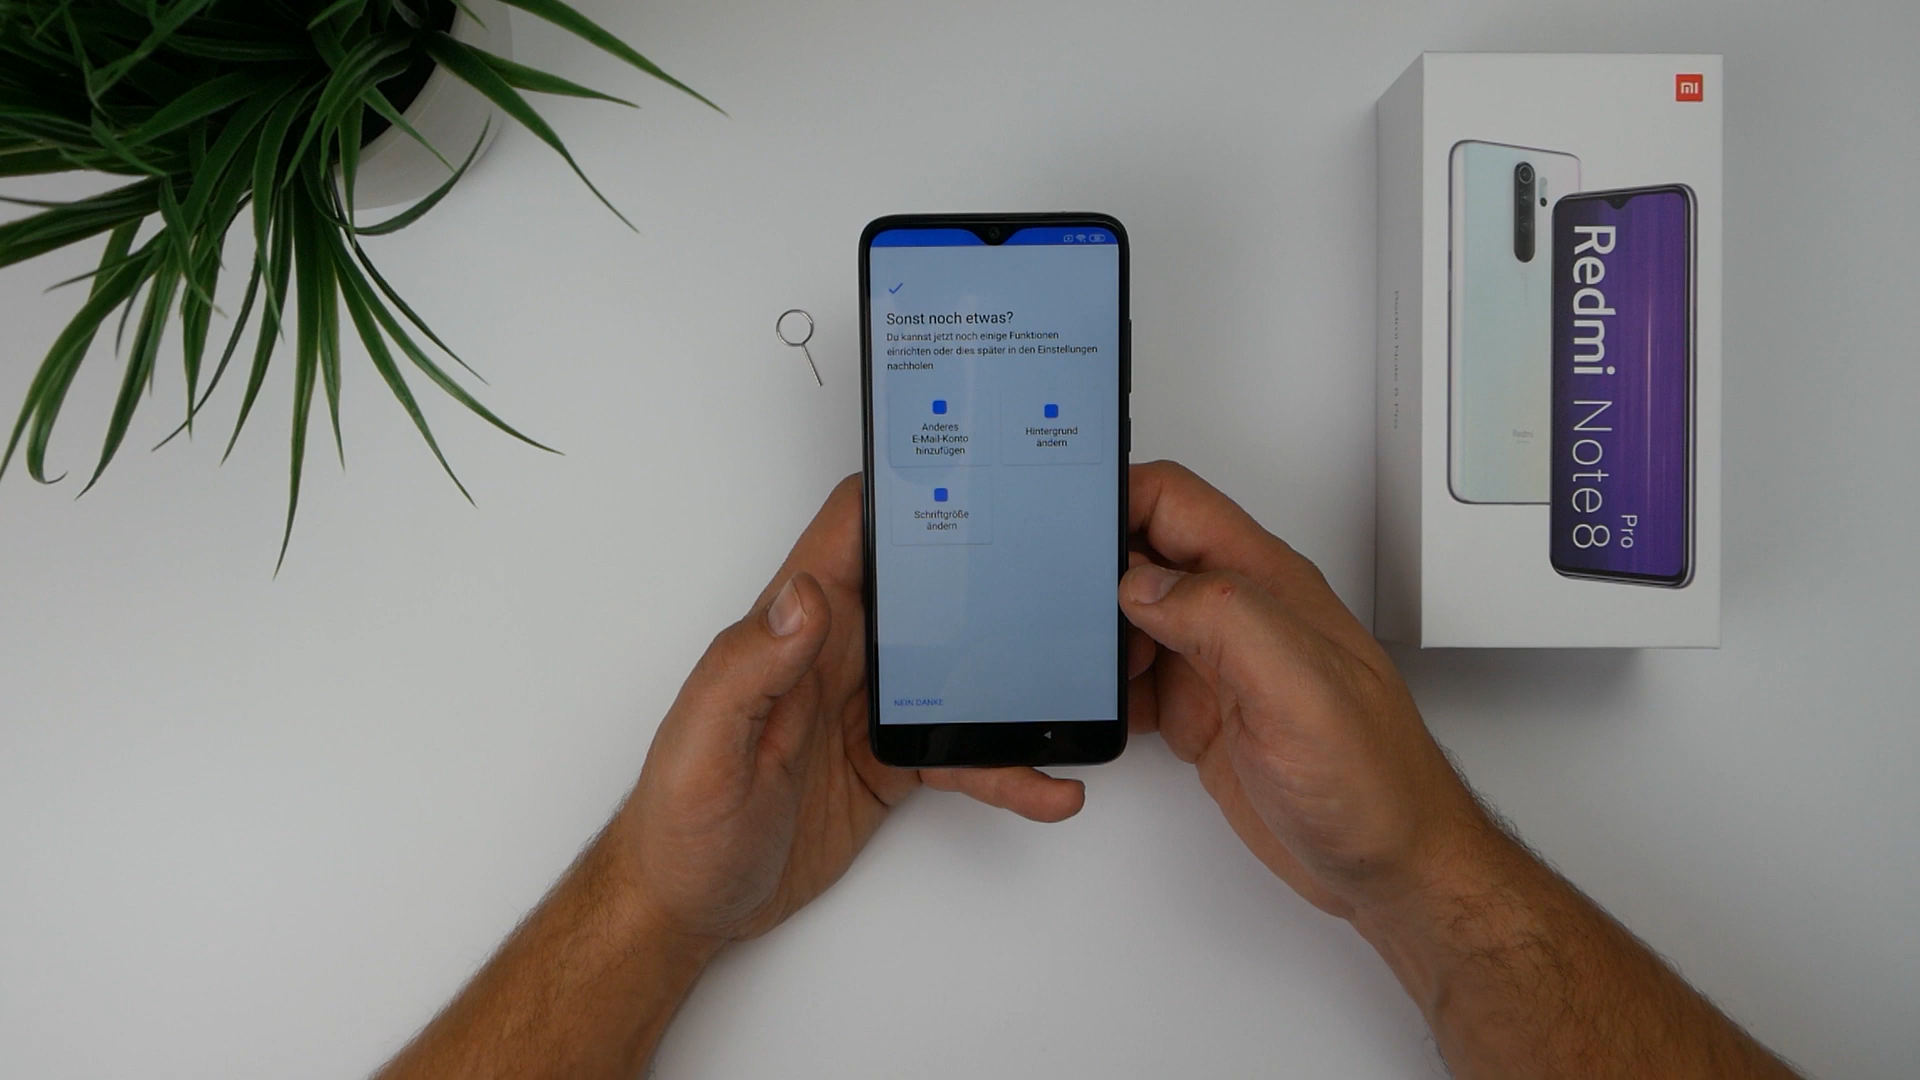 Sonst noch etwas?
Du kannst jetzt noch einige Funktionen
einrichten oder dies später in den Einstellungen
nachholen
Anderes
E-Mail-Konto
hinzufügen
Hintergrund
ändern
Schriftgröße
ändern
NEIN DANKE
Redmi Note 8
Pro
Redmi